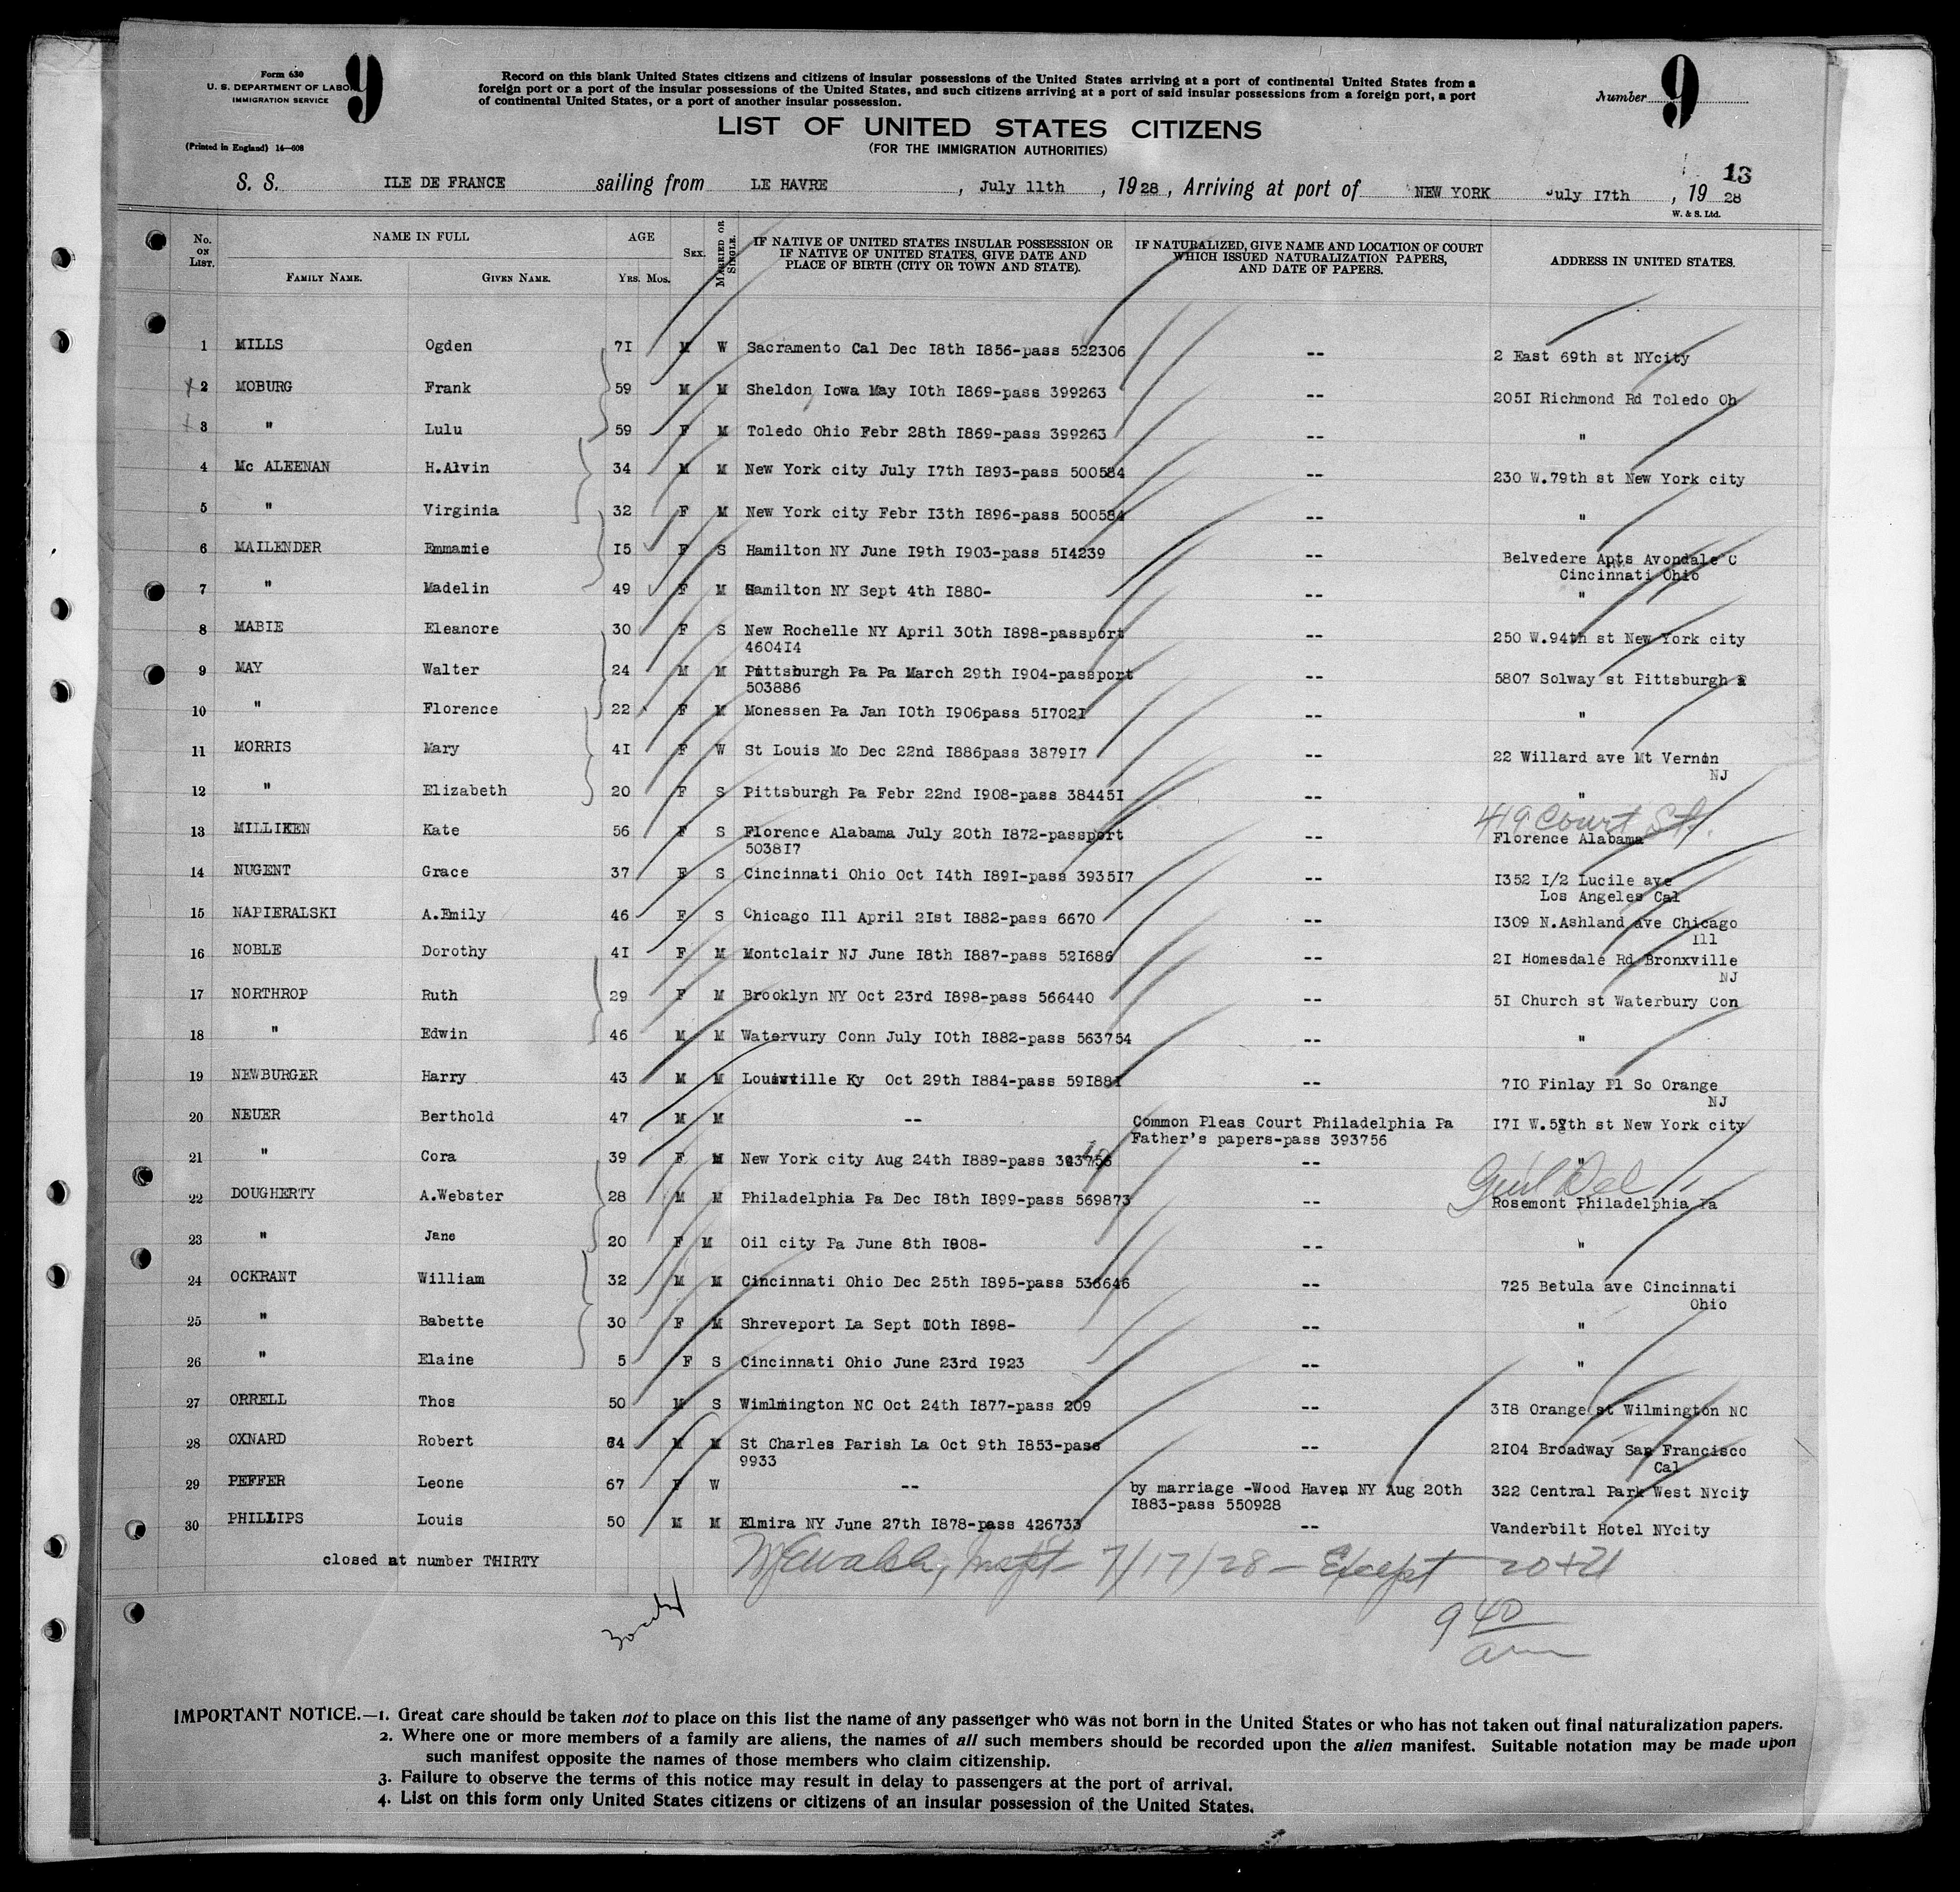 Form 630
U. S. DEPARTMENT OF LABOR
IMMIGRATION SERVICE
9
(Printed in England) 14—608
Record on this blank United States citizens and citizens of insular possessions of the United States arriving at a port of continental United States from a
foreign port or a port of the insular possessions of the United States, and such citizens arriving at a port of said insular possessions from a foreign port, a port
of continental United States, or a port of another insular possession.
Number 9
LIST OF UNITED STATES CITIZENS
(FOR THE IMMIGRATION AUTHORITIES)
13
S. S. ILE DE FRANCE sailing from LE HAVRE, July 11th, 1928, Arriving at port of NEW YORK July 17th, 19 28
W. & S. Ltd.
No. ON LIST. NAME IN FULL FAMILY NAME. GIVEN NAME. AGE YRS. MOS. SEX. MARRIED OR SINGLE. IF NATIVE OF UNITED STATES INSULAR POSSESSION OR IF NATIVE OF UNITED STATES, GIVE DATE AND PLACE OF BIRTH (CITY OR TOWN AND STATE). IF NATURALIZED, GIVE NAME AND LOCATION OF COURT WHICH ISSUED NATURALIZATION PAPERS, AND DATE OF PAPERS. ADDRESS IN UNITED STATES.
1 MILLS Ogden 71 M W Sacramento Cal Dec 18th 1856-pass 522306 -- 2 East 69th st NYcity
2 MOBURG Frank 59 M M Sheldon Iowa May 10th 1869-pass 399263 -- 2051 Richmond Rd Toledo Oh
3 " Lulu 59 F M Toledo Ohio Febr 28th 1869-pass 399263 -- "
4 Mc ALEENAN H.Alvin 34 M M New York city July 17th 1893-pass 500584 -- 230 W.79th st New York city
5 " Virginia 32 F M New York city Febr 13th 1896-pass 500584 -- "
6 MAILENDER Emmamie 15 F S Hamilton NY June 19th 1903-pass 514239 -- Belvedere Apts Avondale C
Cincinnati Ohio
7 " Madelin 49 F M Hamilton NY Sept 4th 1880- -- "
8 MABIE Eleanore 30 F S New Rochelle NY April 30th 1898-passport -- 250 W.94th st New York city
460414
9 MAY Walter 24 M M Pittsburgh Pa Pa March 29th 1904-passport -- 5807 Solway st Pittsburgh
503886
10 " Florence 22 F M Monessen Pa Jan 10th 1906pass 517021 -- "
11 MORRIS Mary 41 F W St Louis Mo Dec 22nd 1886pass 387917 -- 22 Willard ave Mt Vernon
NJ
12 " Elizabeth 20 F S Pittsburgh Pa Febr 22nd 1908-pass 384451 -- "
419 Court St.
13 MILLIKEN Kate 56 F S Florence Alabama July 20th 1872-passport -- Florence Alabama
503817
14 NUGENT Grace 37 F S Cincinnati Ohio Oct 14th 1891-pass 393517 -- 1352 1/2 Lucile ave
Los Angeles Cal
15 NAPIERALSKI A.Emily 46 F S Chicago Ill April 21st 1882-pass 6670 -- 1309 N.Ashland ave Chicago
Ill
16 NOBLE Dorothy 41 F M Montclair NJ June 18th 1887-pass 521686 -- 21 Homesdale Rd Bronxville
NJ
17 NORTHROP Ruth 29 F M Brooklyn NY Oct 23rd 1898-pass 566440 -- 51 Church st Waterbury Con
18 " Edwin 46 M M Watervury Conn July 10th 1882-pass 563754 -- "
19 NEWBURGER Harry 43 M M Louisville Ky Oct 29th 1884-pass 591881 -- 710 Finlay Pl So Orange
NJ
20 NEUER Berthold 47 M M -- Common Pleas Court Philadelphia Pa 171 W.58th st New York city
Father's papers-pass 393756
21 " Cora 39 F M New York city Aug 24th 1889-pass 393756 -- "
22 DOUGHERTY A.Webster 28 M M Philadelphia Pa Dec 18th 1899-pass 569873 -- Rosemont Philadelphia Pa
23 " Jane 20 F M Oil city Pa June 8th 1908- -- "
24 OCKRANT William 32 M M Cincinnati Ohio Dec 25th 1895-pass 536646 -- 725 Betula ave Cincinnati
Ohio
25 " Babette 30 F M Shreveport La Sept 10th 1898- -- "
26 " Elaine 5 F S Cincinnati Ohio June 23rd 1923 -- "
27 ORRELL Thos 50 M S Wimlmington NC Oct 24th 1877-pass 209 -- 318 Orange st Wilmington NC
28 OXNARD Robert 74 M M St Charles Parish La Oct 9th 1853-pass -- 2104 Broadway San Francisco
9933 Cal
29 PEFFER Leone 67 F W -- by marriage -Wood Haven NY Aug 20th 322 Central Park West NYcity
1883-pass 550928
30 PHILLIPS Louis 50 M M Elmira NY June 27th 1878-pass 426733 -- Vanderbilt Hotel NYcity
closed at number THIRTY
Walsh, Inspt- 7/17/28 - Except 20+21
9 40
am
IMPORTANT NOTICE.—1. Great care should be taken not to place on this list the name of any passenger who was not born in the United States or who has not taken out final naturalization papers.
2. Where one or more members of a family are aliens, the names of all such members should be recorded upon the alien manifest. Suitable notation may be made upon
such manifest opposite the names of those members who claim citizenship.
3. Failure to observe the terms of this notice may result in delay to passengers at the port of arrival.
4. List on this form only United States citizens or citizens of an insular possession of the United States.